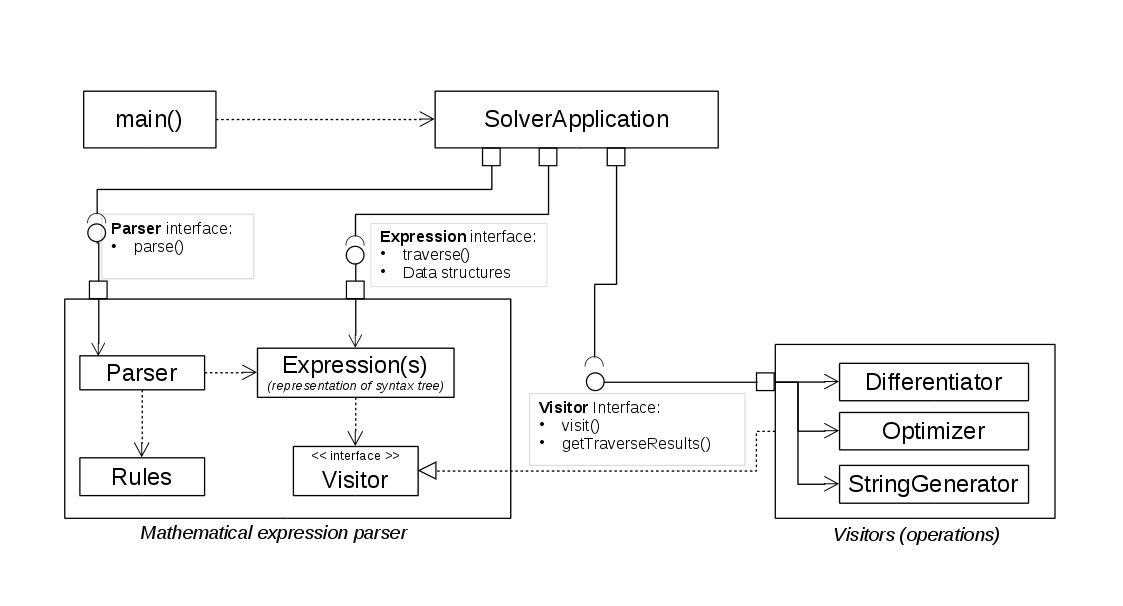 main()
SolverApplication
Parser interface:
• parse()
Expression interface:
• traverse()
• Data structures
Parser
Expression(s)
(representation of syntax tree)
Rules
<< interface >>
Visitor
Mathematical expression parser
Visitor Interface:
• visit()
• getTraverseResults()
Differentiator
Optimizer
StringGenerator
Visitors (operations)